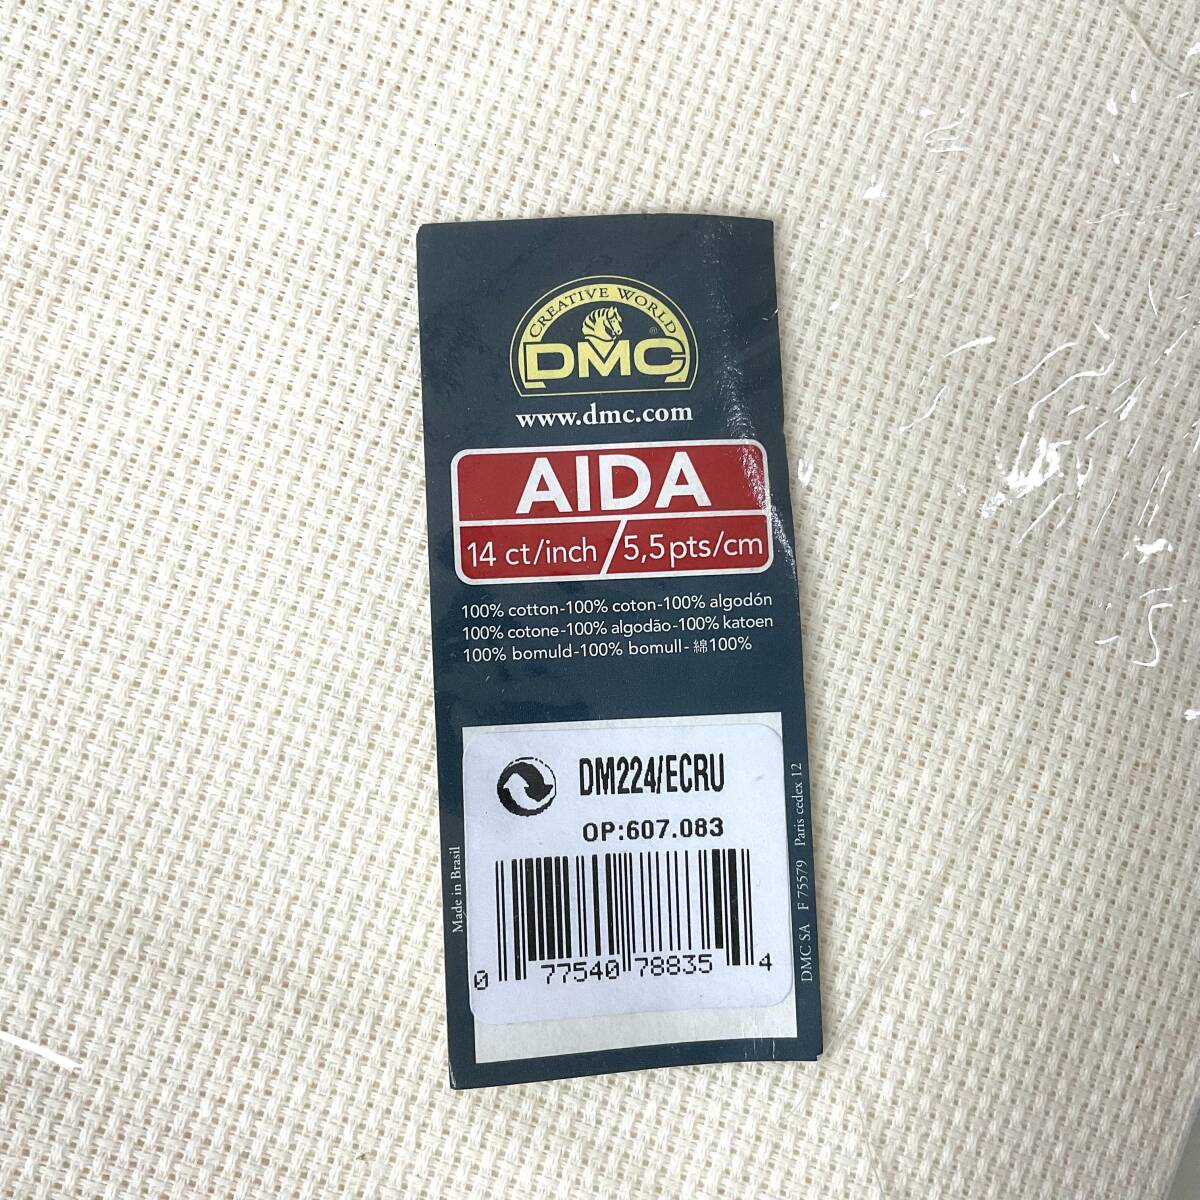 CREATIVE WORLD
DMC®
www.dmc.com
AIDA
14 ct/inch / 5,5pts/cm
100% cotton-100% coton-100% algodón
100% cotone-100% algodão-100% katoen
100% bomuld-100% bomull- 綿100%
DM224/ECRU
OP:607.083
0 77540 78835 4
Made in Brasil
DMC SA F 75579 Paris cedex 12